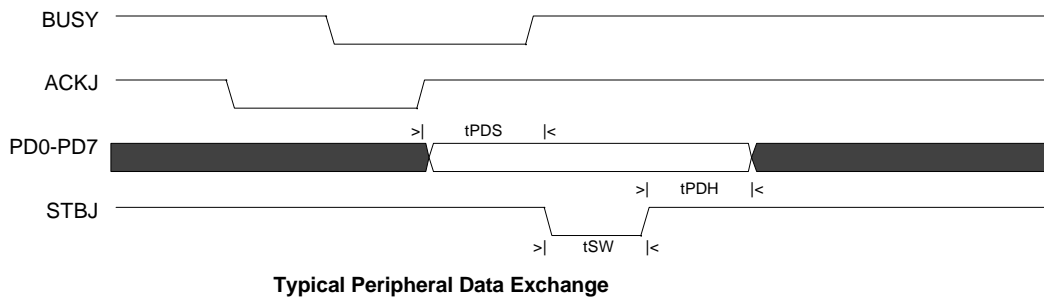 BUSY
ACKJ
>| tPDS |<
PD0-PD7
>| tPDH |<
STBJ
>| tSW |<
Typical Peripheral Data Exchange